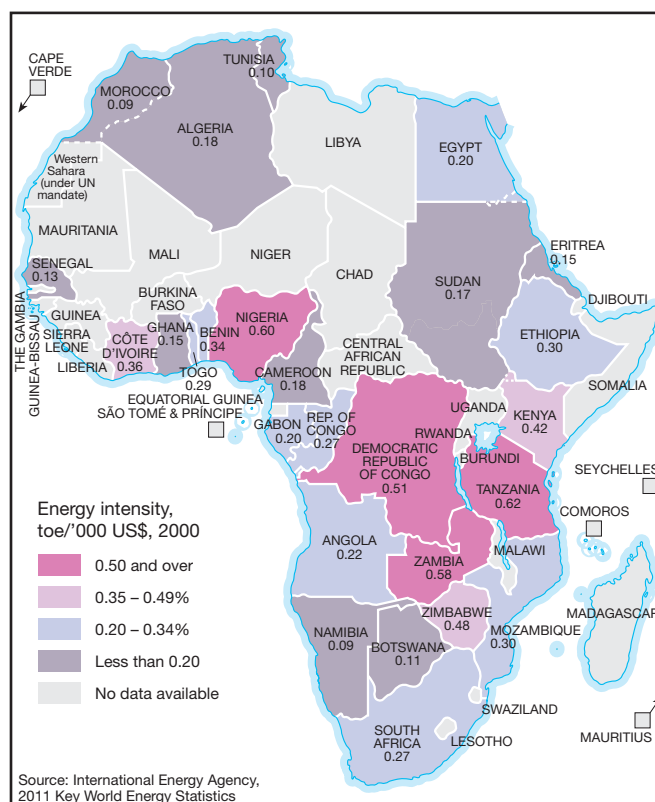 CAPE
VERDE
TUNISIA
0.10
MOROCCO
0.09
ALGERIA
0.18
LIBYA
EGYPT
0.20
Western
Sahara
(under UN
mandate)
MAURITANIA
MALI
NIGER
CHAD
SUDAN
0.17
ERITREA
0.15
DJIBOUTI
SENEGAL
0.13
THE GAMBIA
GUINEA-BISSAU
GUINEA
SIERRA
LEONE
LIBERIA
BURKINA
FASO
CÔTE
D'IVOIRE
0.36
GHANA
0.15
TOGO
0.29
BENIN
0.34
NIGERIA
0.60
CAMEROON
0.18
CENTRAL
AFRICAN
REPUBLIC
ETHIOPIA
0.30
SOMALIA
EQUATORIAL GUINEA
SÃO TOMÉ & PRÍNCIPE
GABON
0.20
REP. OF
CONGO
0.27
DEMOCRATIC
REPUBLIC
OF CONGO
0.51
UGANDA
RWANDA
BURUNDI
KENYA
0.42
TANZANIA
0.62
SEYCHELLES
COMOROS
ANGOLA
0.22
ZAMBIA
0.58
MALAWI
ZIMBABWE
0.48
MOZAMBIQUE
0.30
MADAGASCAR
NAMIBIA
0.09
BOTSWANA
0.11
SWAZILAND
SOUTH
AFRICA
0.27
LESOTHO
MAURITIUS
Energy intensity,
toe/'000 US$, 2000
0.50 and over
0.35 – 0.49%
0.20 – 0.34%
Less than 0.20
No data available
Source: International Energy Agency,
2011 Key World Energy Statistics